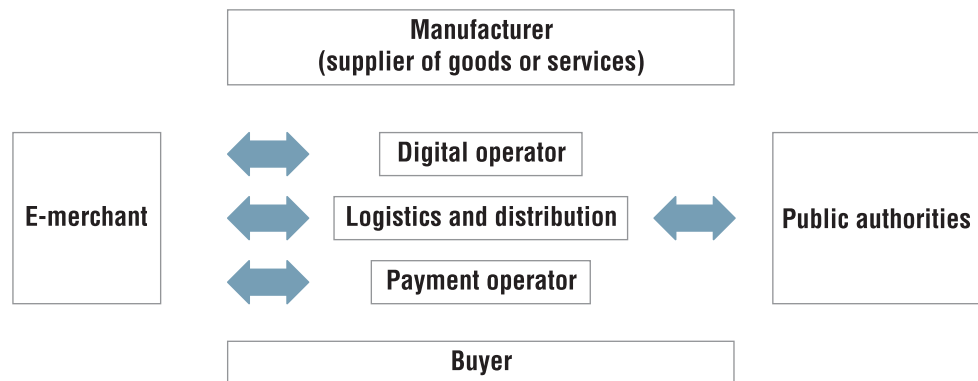 Manufacturer
(supplier of goods or services)
Digital operator
E-merchant
Logistics and distribution
Public authorities
Payment operator
Buyer